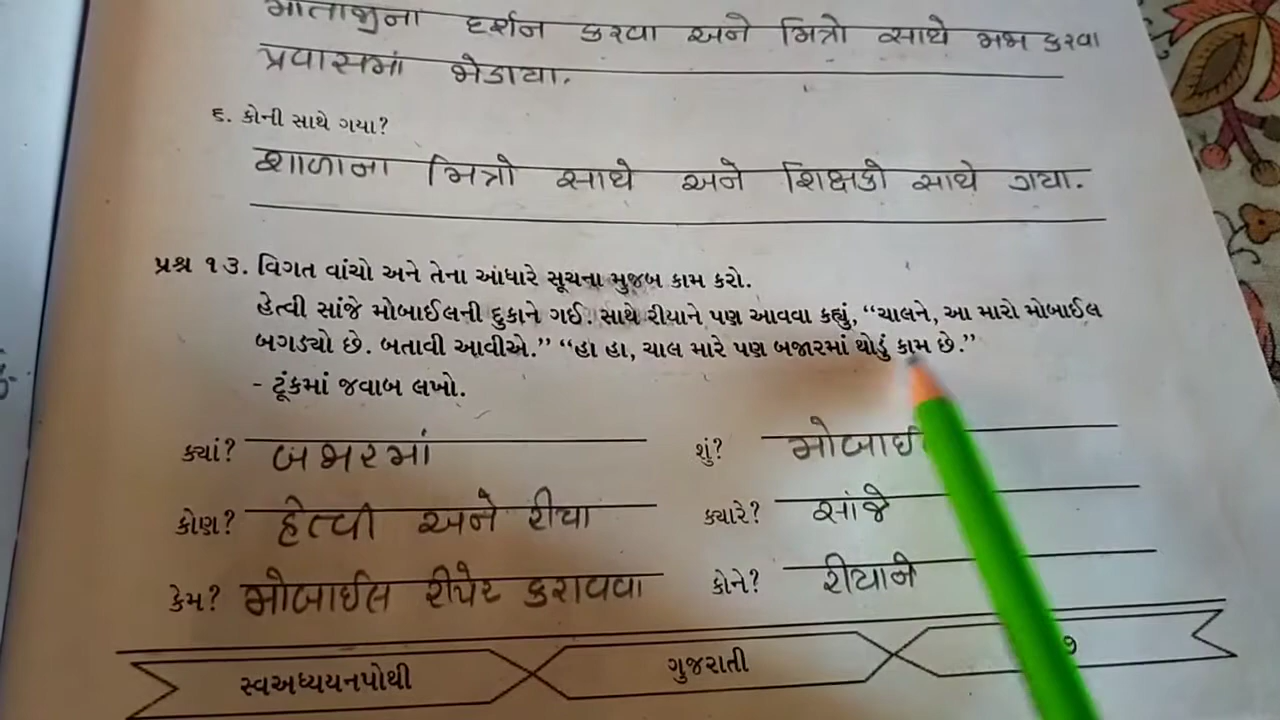 માતાજીના દર્શન કરવા અને મિત્રો સાથે મજા કરવા
પ્રવાસમાં જોડાયા.
૬. કોની સાથે ગયા?
શાળાના મિત્રો સાથે અને શિક્ષકો સાથે ગયા.
પ્રશ્ન ૧૩. વિગત વાંચો અને તેના આધારે સૂચના મુજબ કામ કરો.
હેત્વી સાંજે મોબાઈલની દુકાને ગઈ. સાથે રીયાને પણ આવવા કહ્યું, “ચાલને, આ મારો મોબાઈલ
બગડ્યો છે. બતાવી આવીએ.” “હા હા, ચાલ મારે પણ બજારમાં થોડું કામ છે.”
- ટૂંકમાં જવાબ લખો.
ક્યાં? બજારમાં શું? મોબાઈ
કોણ? હેત્વી અને રીયા ક્યારે? સાંજે
કેમ? મોબાઈલ રીપેર કરાવવા કોને? રીયાને
સ્વઅધ્યયનપોથી ગુજરાતી